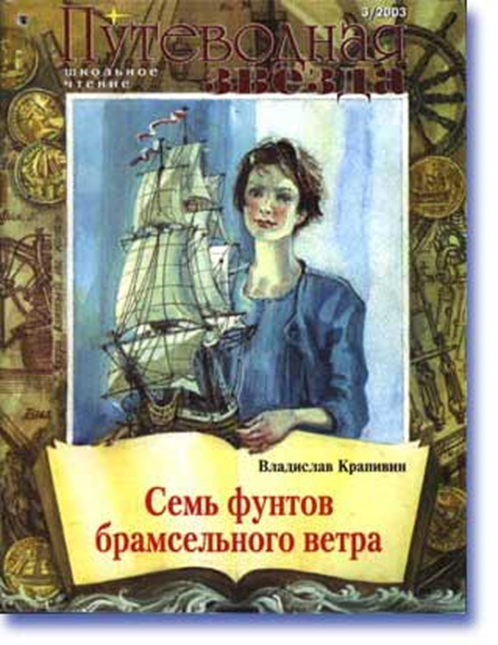 3/2003
Путеводная
звезда
школьное
чтение
Владислав Крапивин
Семь фунтов
брамсельного ветра